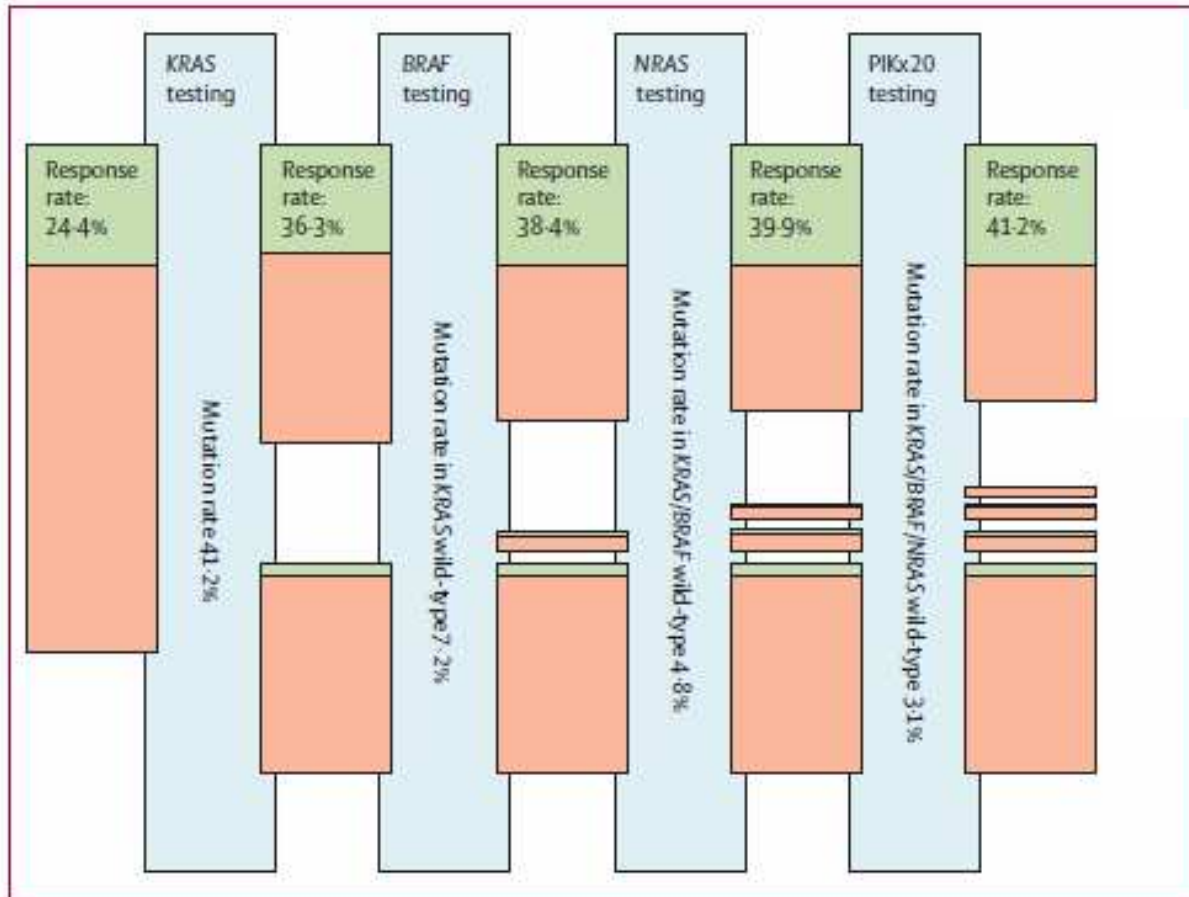 KRAS
testing
BRAF
testing
NRAS
testing
PIKx20
testing
Response
rate:
24·4%
Response
rate:
36·3%
Response
rate:
38·4%
Response
rate:
39·9%
Response
rate:
41·2%
Mutation rate 41·2%
Mutation rate in KRAS wild-type 7·2%
Mutation rate in KRAS/BRAF wild-type 4·8%
Mutation rate in KRAS/BRAF/NRAS wild-type 3·1%